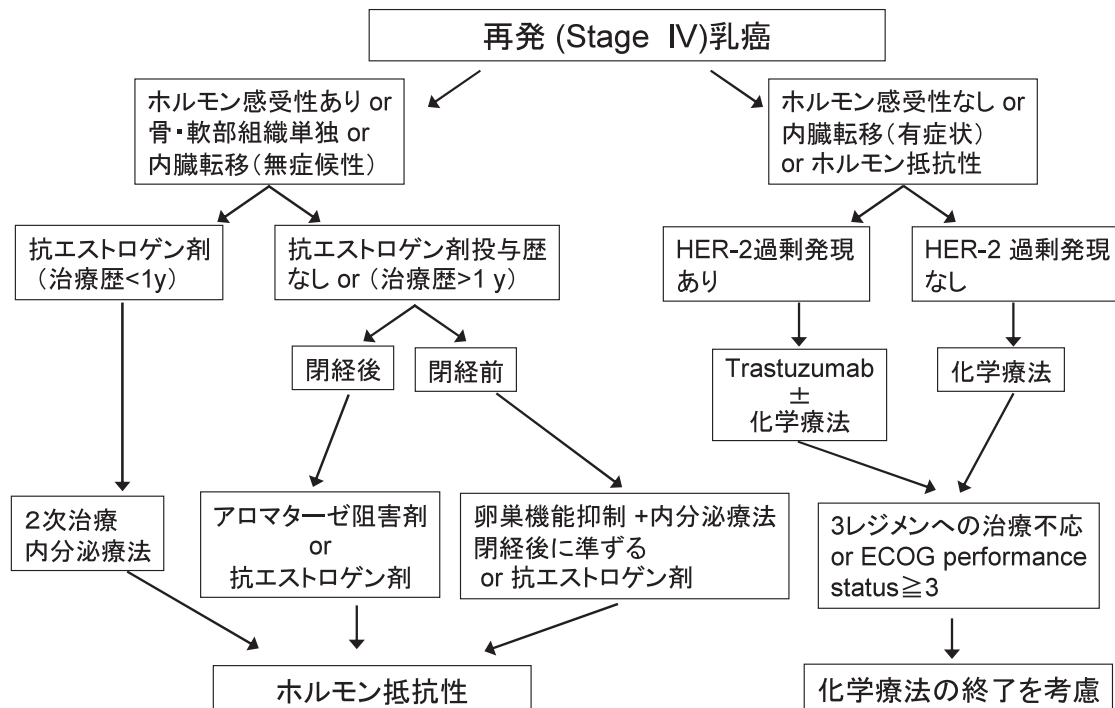 再発 (Stage Ⅳ)乳癌
ホルモン感受性あり or
骨・軟部組織単独 or
内臓転移(無症候性)
ホルモン感受性なし or
内臓転移(有症状)
or ホルモン抵抗性
抗エストロゲン剤
(治療歴<1y)
抗エストロゲン剤投与歴
なし or (治療歴>1 y)
HER-2過剰発現
あり
HER-2 過剰発現
なし
閉経後
閉経前
Trastuzumab
±
化学療法
化学療法
2次治療
内分泌療法
アロマターゼ阻害剤
or
抗エストロゲン剤
卵巣機能抑制 +内分泌療法
閉経後に準ずる
or 抗エストロゲン剤
3レジメンへの治療不応
or ECOG performance
status≧3
ホルモン抵抗性
化学療法の終了を考慮